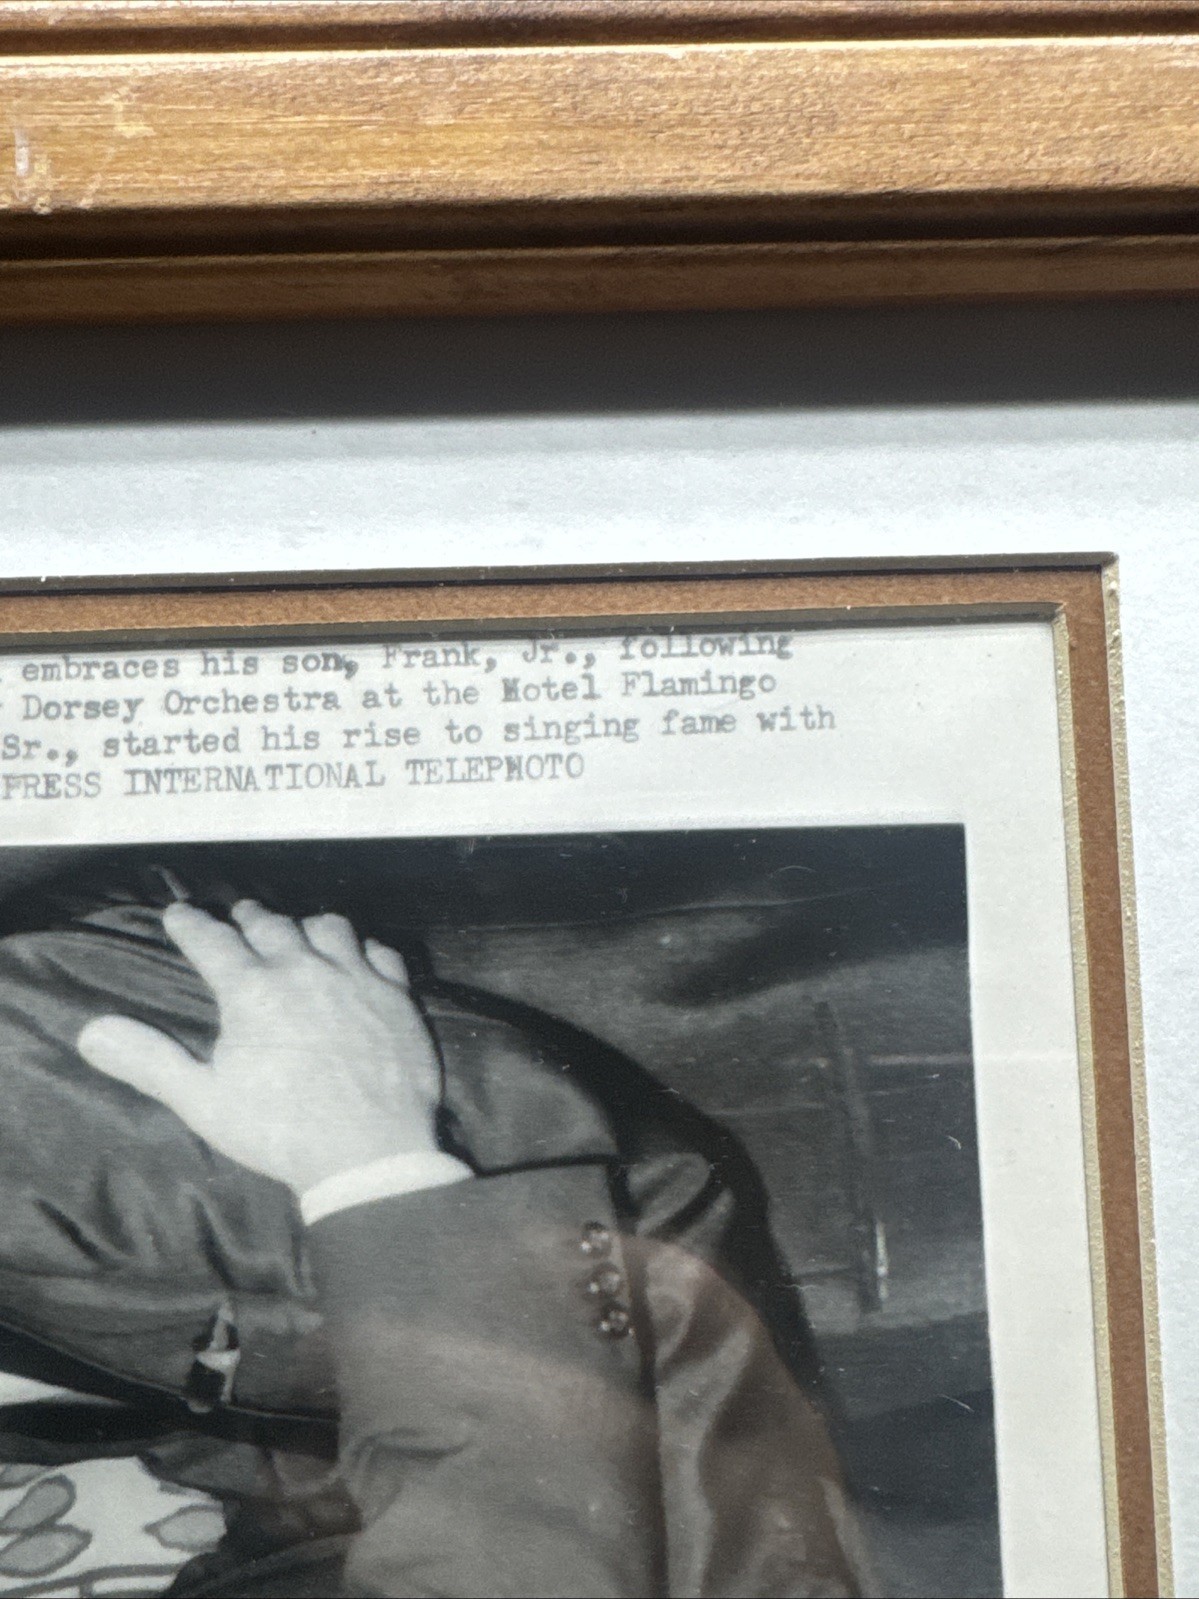 embraces his son, Frank, Jr., following
Dorsey Orchestra at the Hotel Flamingo
Sr., started his rise to singing fame with
PRESS INTERNATIONAL TELEPHOTO